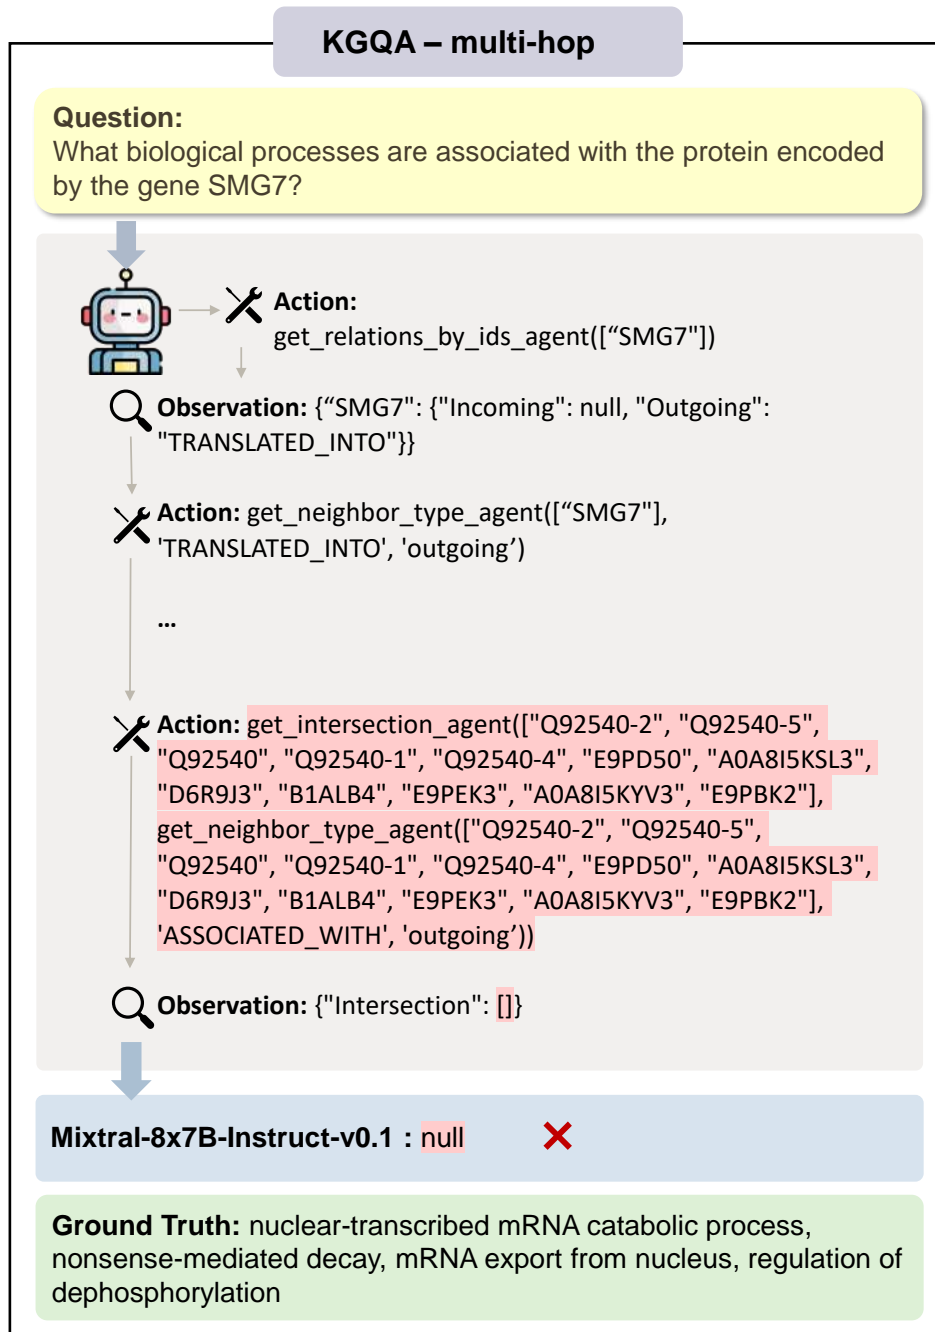 KGQA – multi-hop
Question:
What biological processes are associated with the protein encoded
by the gene SMG7?
Action:
get_relations_by_ids_agent([“SMG7"])
Observation: {“SMG7": {"Incoming": null, "Outgoing":
"TRANSLATED_INTO"}}
Action: get_neighbor_type_agent([“SMG7"],
'TRANSLATED_INTO', 'outgoing’)
...
Action: get_intersection_agent(["Q92540-2", "Q92540-5",
"Q92540", "Q92540-1", "Q92540-4", "E9PD50", "A0A8I5KSL3",
"D6R9J3", "B1ALB4", "E9PEK3", "A0A8I5KYV3", "E9PBK2"],
get_neighbor_type_agent(["Q92540-2", "Q92540-5",
"Q92540", "Q92540-1", "Q92540-4", "E9PD50", "A0A8I5KSL3",
"D6R9J3", "B1ALB4", "E9PEK3", "A0A8I5KYV3", "E9PBK2"],
'ASSOCIATED_WITH', 'outgoing’))
Observation: {"Intersection": []}
Mixtral-8x7B-Instruct-v0.1 : null
Ground Truth: nuclear-transcribed mRNA catabolic process,
nonsense-mediated decay, mRNA export from nucleus, regulation of
dephosphorylation